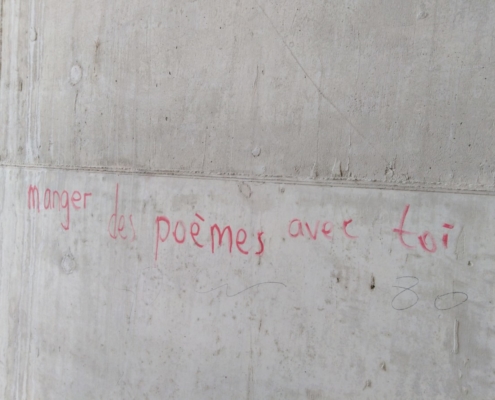 manger des poèmes avec toi
80